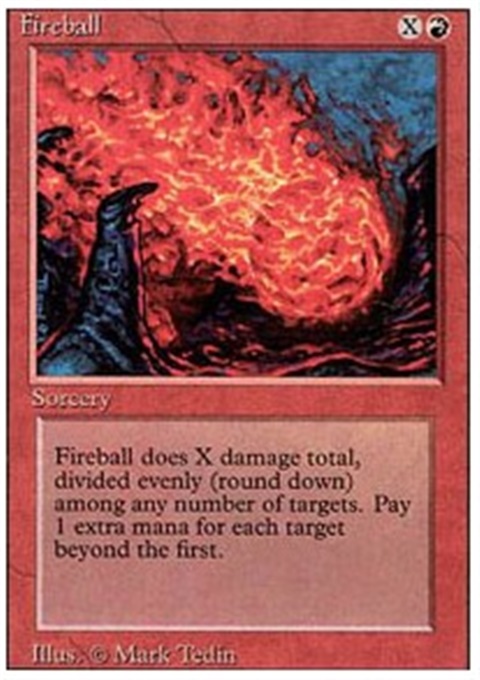 Fireball X
Sorcery
Fireball does X damage total,
divided evenly (round down)
among any number of targets. Pay
1 extra mana for each target
beyond the first.
Illus. © Mark Tedin